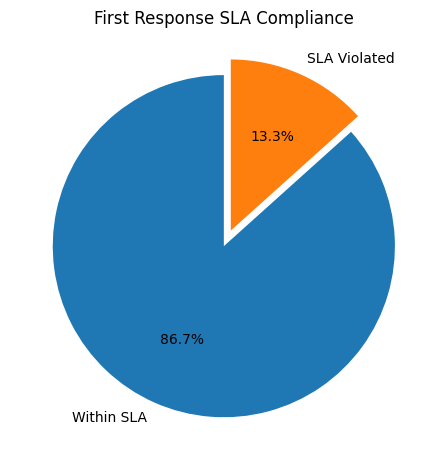 First Response SLA Compliance
SLA Violated
13.3%
86.7%
Within SLA